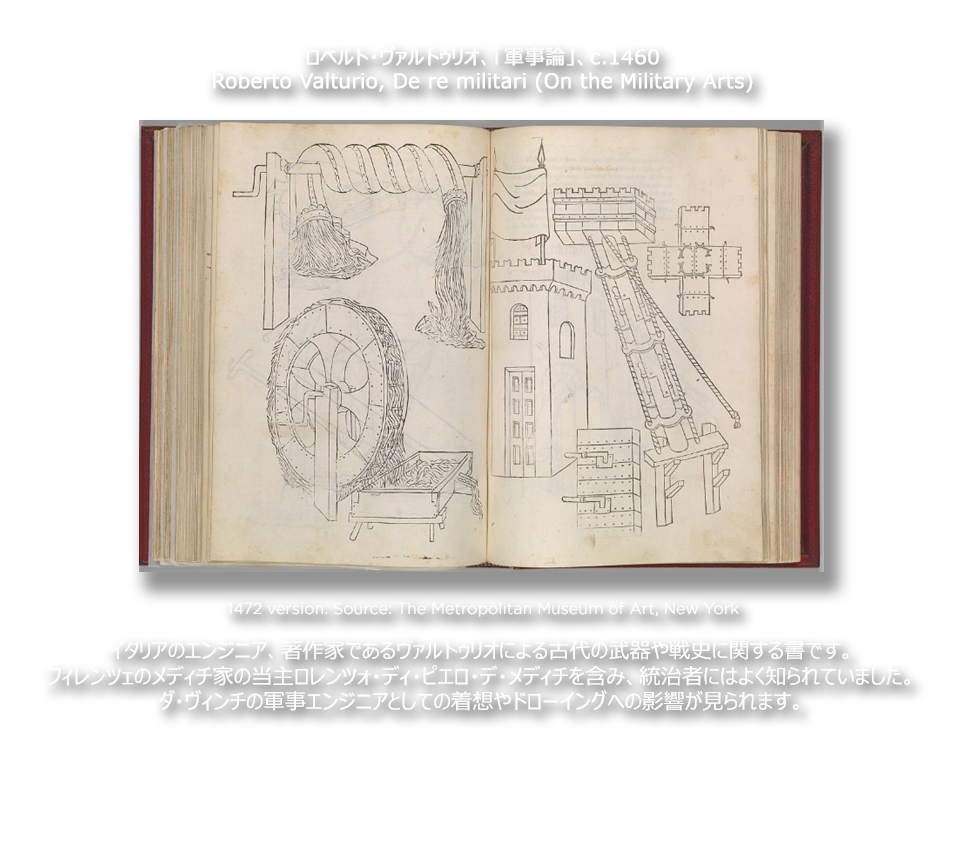 ロベルト・ヴァルトゥリオ、「軍事論」、c.1460
Roberto Valturio, De re militari (On the Military Arts)
1472 version. Source: The Metropolitan Museum of Art, New York
イタリアのエンジニア、著作家であるヴァルトゥリオによる古代の武器や戦史に関する書です。
フィレンツェのメディチ家の当主ロレンツォ・ディ・ピエロ・デ・メディチを含み、統治者にはよく知られていました。
ダ・ヴィンチの軍事エンジニアとしての着想やドローイングへの影響が見られます。